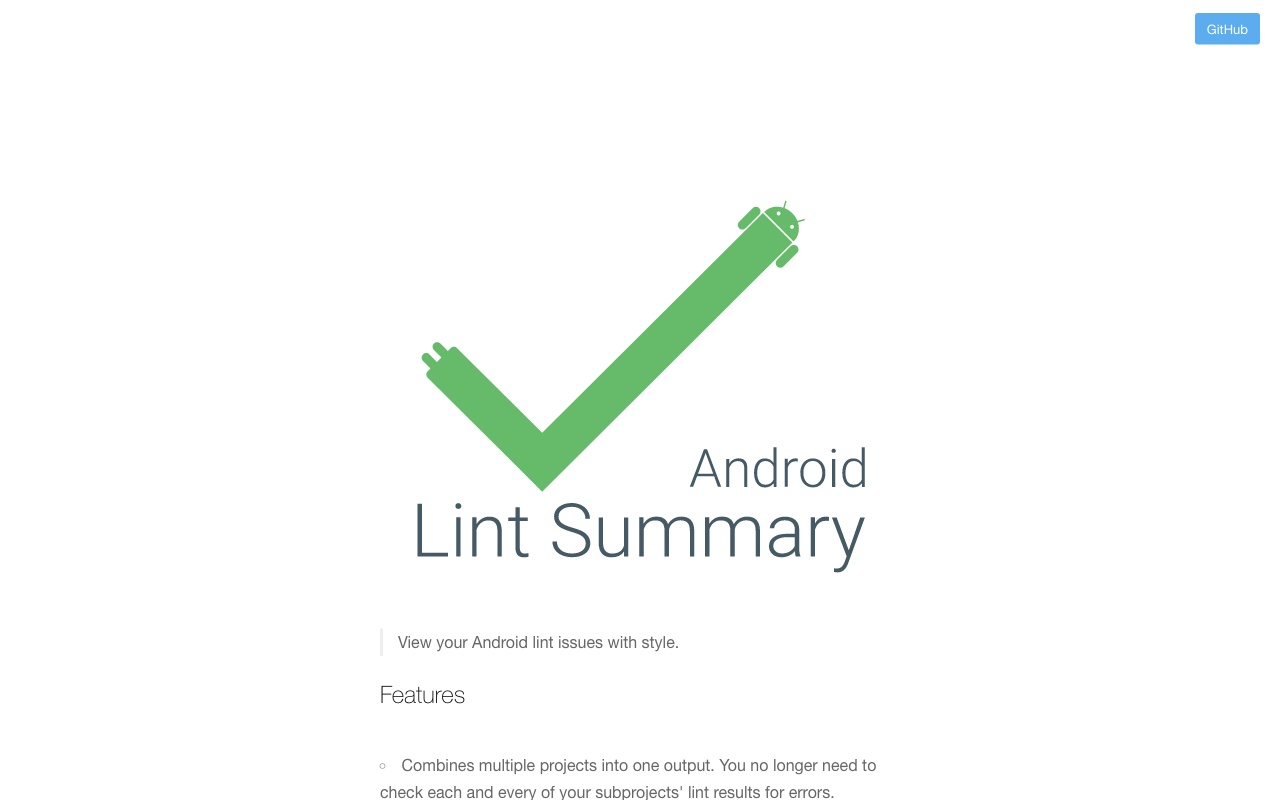 GitHub
Android
Lint Summary
View your Android lint issues with style.
Features
Combines multiple projects into one output. You no longer need to
check each and every of your subprojects' lint results for errors.